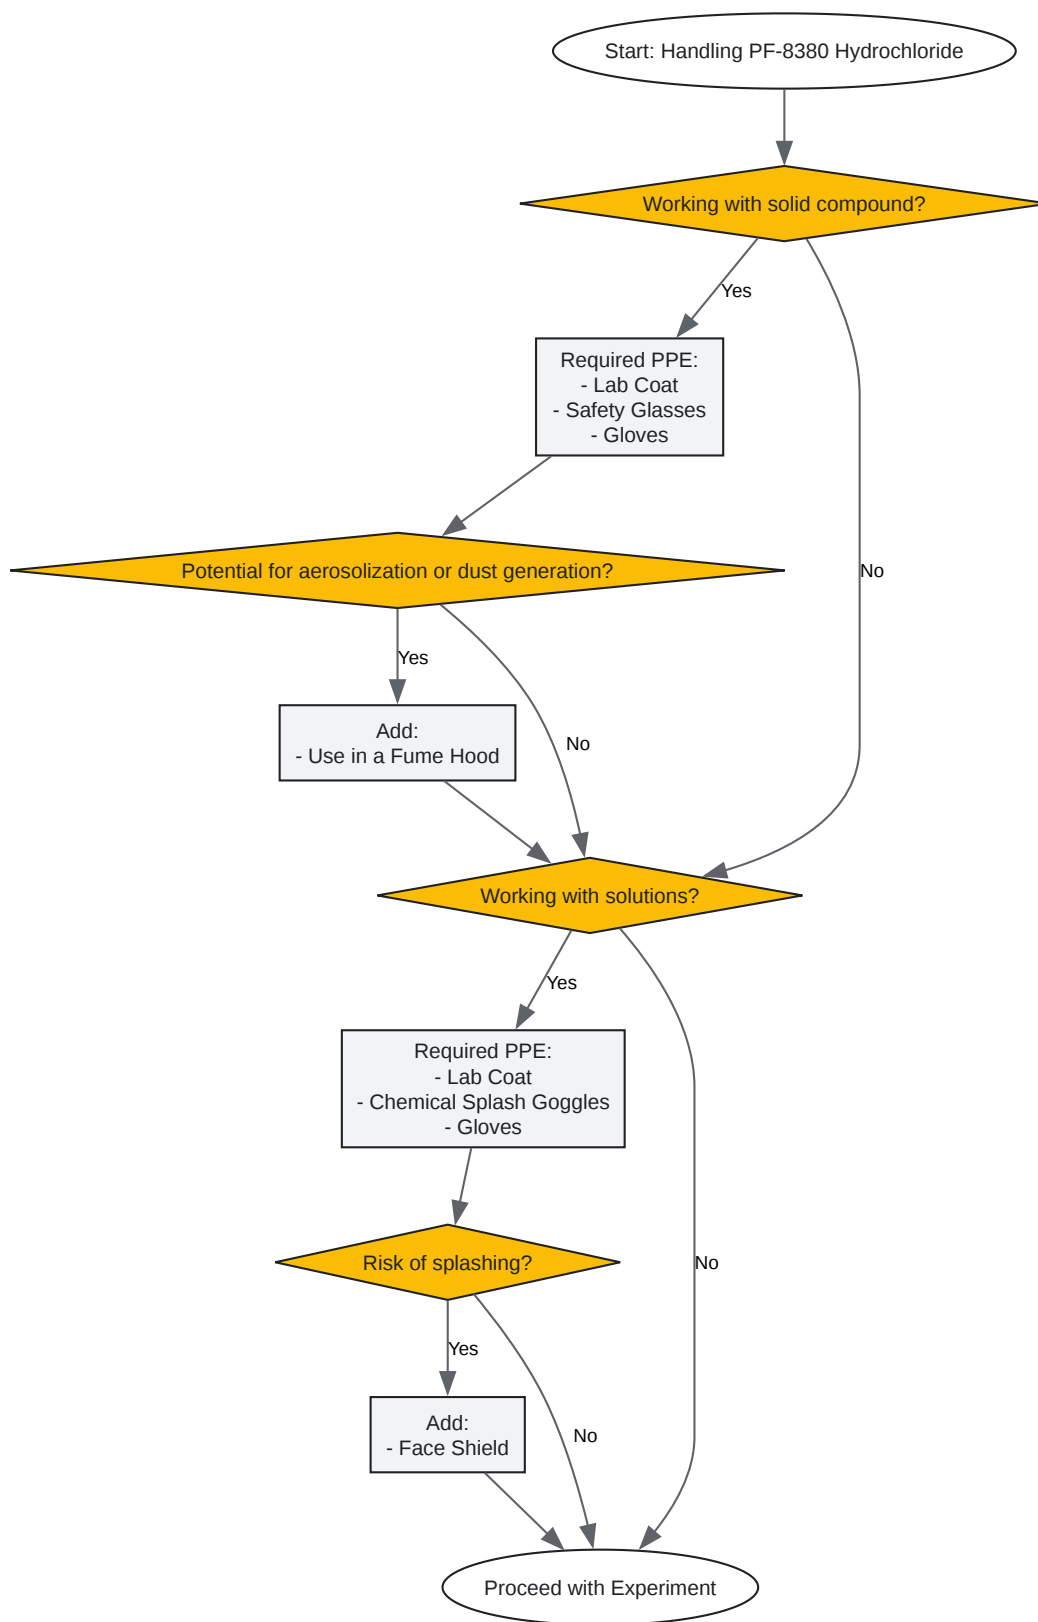 Start: Handling PF-8380 Hydrochloride
Working with solid compound?
Yes
Required PPE:
- Lab Coat
- Safety Glasses
- Gloves
Potential for aerosolization or dust generation?
No
Yes
Add:
- Use in a Fume Hood
No
Working with solutions?
Yes
Required PPE:
- Lab Coat
- Chemical Splash Goggles
- Gloves
Risk of splashing?
No
Yes
Add:
- Face Shield
No
Proceed with Experiment